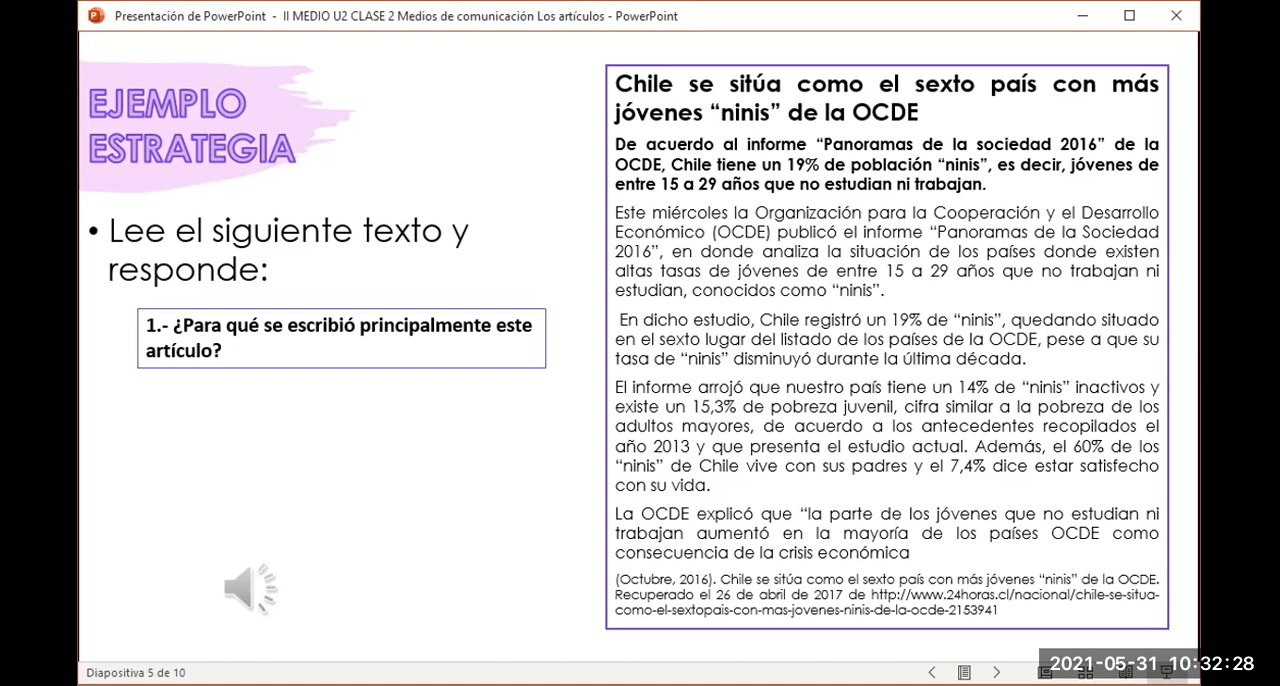 Presentación de PowerPoint - II MEDIO U2 CLASE 2 Medios de comunicación Los artículos - PowerPoint
EJEMPLO
ESTRATEGIA
• Lee el siguiente texto y
responde:
1.- ¿Para qué se escribió principalmente este
artículo?
Chile se sitúa como el sexto país con más
jóvenes “ninis” de la OCDE
De acuerdo al informe “Panoramas de la sociedad 2016” de la
OCDE, Chile tiene un 19% de población “ninis”, es decir, jóvenes de
entre 15 a 29 años que no estudian ni trabajan.
Este miércoles la Organización para la Cooperación y el Desarrollo
Económico (OCDE) publicó el informe “Panoramas de la Sociedad
2016”, en donde analiza la situación de los países donde existen
altas tasas de jóvenes de entre 15 a 29 años que no trabajan ni
estudian, conocidos como “ninis”.
En dicho estudio, Chile registró un 19% de “ninis”, quedando situado
en el sexto lugar del listado de los países de la OCDE, pese a que su
tasa de “ninis” disminuyó durante la última década.
El informe arrojó que nuestro país tiene un 14% de “ninis” inactivos y
existe un 15,3% de pobreza juvenil, cifra similar a la pobreza de los
adultos mayores, de acuerdo a los antecedentes recopilados el
año 2013 y que presenta el estudio actual. Además, el 60% de los
“ninis” de Chile vive con sus padres y el 7,4% dice estar satisfecho
con su vida.
La OCDE explicó que “la parte de los jóvenes que no estudian ni
trabajan aumentó en la mayoría de los países OCDE como
consecuencia de la crisis económica
(Octubre, 2016). Chile se sitúa como el sexto país con más jóvenes “ninis” de la OCDE.
Recuperado el 26 de abril de 2017 de http://www.24horas.cl/nacional/chile-se-situa-
como-el-sextopais-con-mas-jovenes-ninis-de-la-ocde-2153941
Diapositiva 5 de 10
2021-05-31 10:32:28